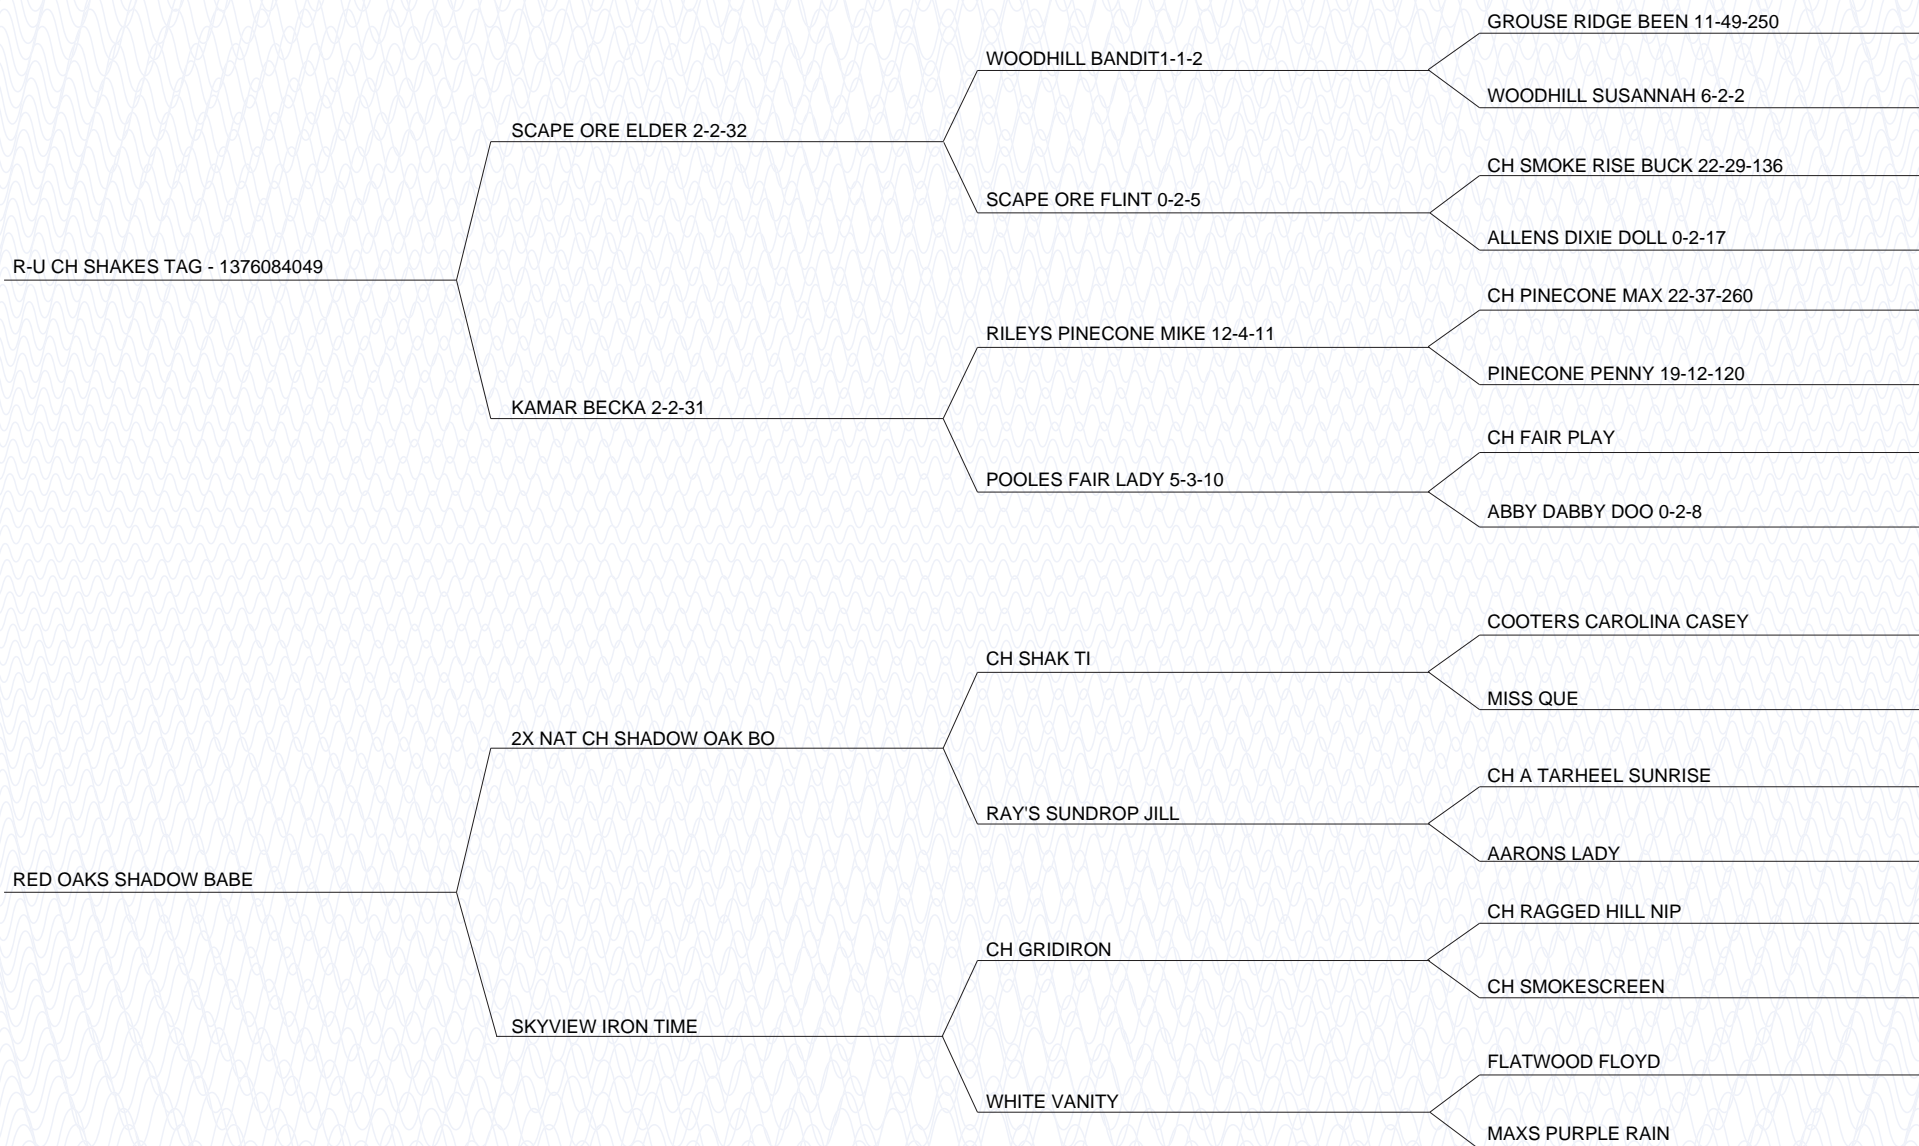 GROUSE RIDGE BEEN 11-49-250
WOODHILL BANDIT1-1-2
WOODHILL SUSANNAH 6-2-2
SCAPE ORE ELDER 2-2-32
CH SMOKE RISE BUCK 22-29-136
SCAPE ORE FLINT 0-2-5
ALLENS DIXIE DOLL 0-2-17
R-U CH SHAKES TAG - 1376084049
CH PINECONE MAX 22-37-260
RILEYS PINECONE MIKE 12-4-11
PINECONE PENNY 19-12-120
KAMAR BECKA 2-2-31
CH FAIR PLAY
POOLES FAIR LADY 5-3-10
ABBY DABBY DOO 0-2-8
COOTERS CAROLINA CASEY
CH SHAK TI
MISS QUE
2X NAT CH SHADOW OAK BO
CH A TARHEEL SUNRISE
RAY'S SUNDROP JILL
AARONS LADY
RED OAKS SHADOW BABE
CH RAGGED HILL NIP
CH GRIDIRON
CH SMOKESCREEN
SKYVIEW IRON TIME
FLATWOOD FLOYD
WHITE VANITY
MAXS PURPLE RAIN